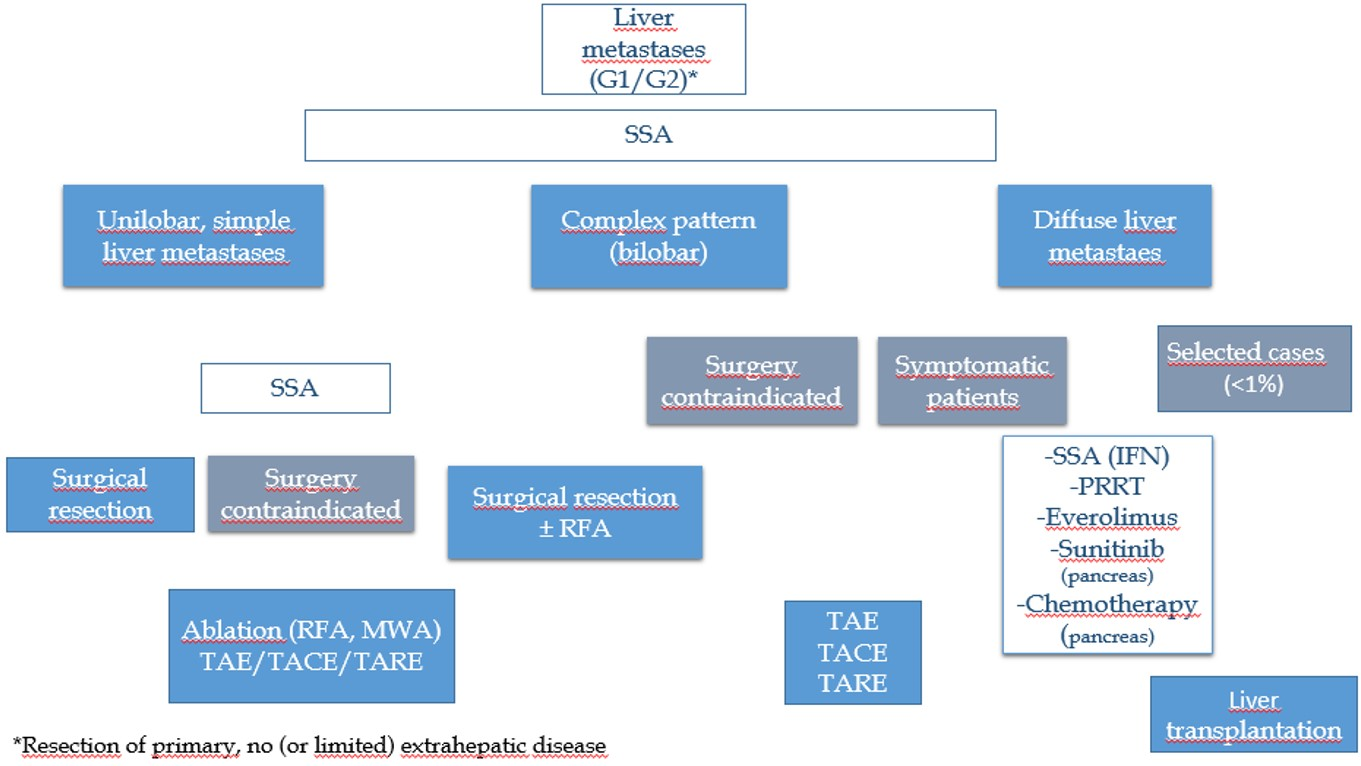 Liver
metastases
(G1/G2)*
SSA
Unilobar, simple
liver metastases
Complex pattern
(bilobar)
Diffuse liver
metastaes
SSA
Surgery
contraindicated
Symptomatic
patients
Selected cases
(<1%)
Surgical
resection
Surgery
contraindicated
Surgical resection
± RFA
-SSA (IFN)
-PRRT
-Everolimus
-Sunitinib
(pancreas)
-Chemotherapy
(pancreas)
Ablation (RFA, MWA)
TAE/TACE/TARE
TAE
TACE
TARE
Liver
transplantation
*Resection of primary, no (or limited) extrahepatic disease